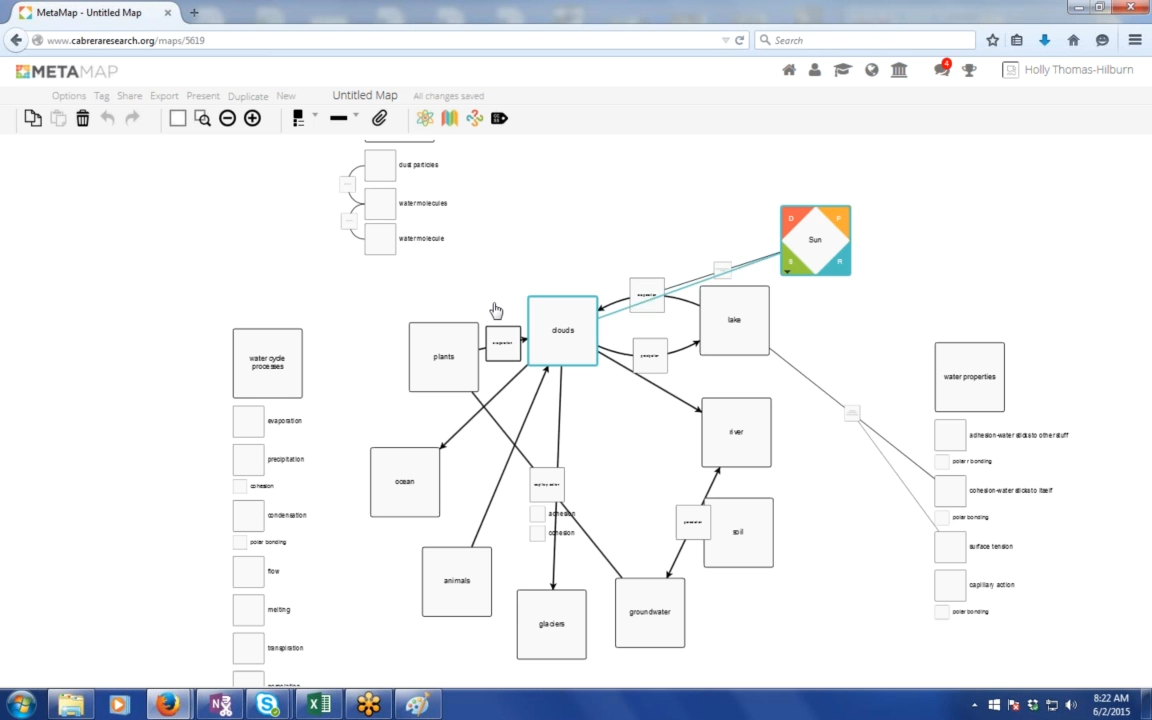 MetaMap - Untitled Map
www.cabreraresearch.org/maps/5619
Search
METAMAP
4
Holly Thomas-Hilburn
Options Tag Share Export Present Duplicate New
Untitled Map
All changes saved
dust particles
watermolecules
watermolecule
D P
Sun
S R
clouds
lake
plants
water cycle
processes
water properties
evaporation
precipitation
cohesion
condensation
polar bonding
flow
melting
transpiration
river
adhesion-water sticks to other stuff
polar r bonding
cohesion-water sticks to itself
polar bonding
surface tension
capillary action
polar bonding
ocean
adhesion
cohesion
soil
animals
glaciers
groundwater
8:22 AM
6/2/2015